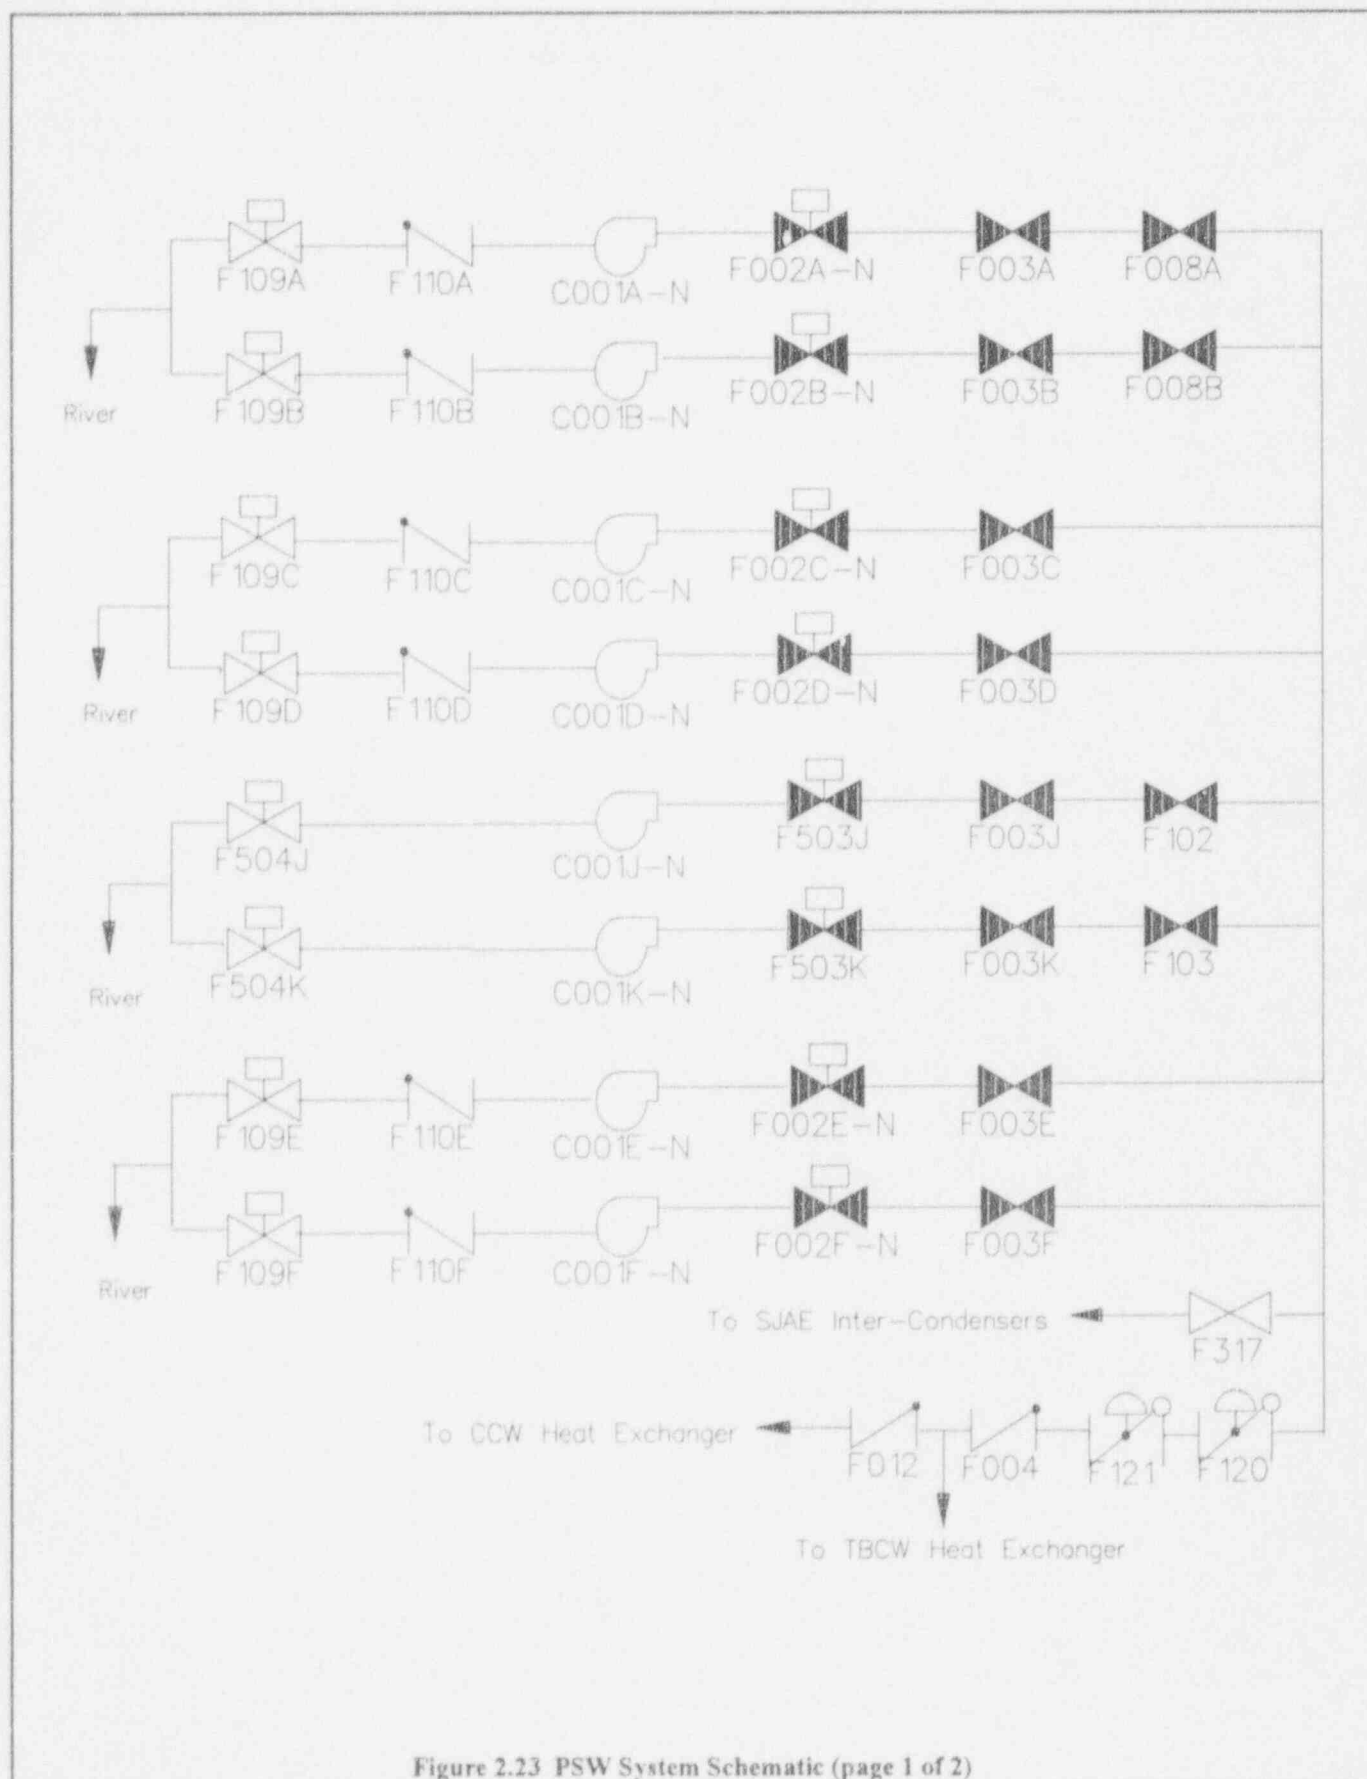 F109A F110A C001A-N F002A-N F003A F008A
F109B F110B C001B-N F002B-N F003B F008B
River
F109C F110C C001C-N F002C-N F003C
F109D F110D C001D-N F002D-N F003D
River
F504J C001J-N F503J F003J F102
F504K C001K-N F503K F003K F103
River
F109E F110E C001E-N F002E-N F003E
F109F F110F C001F-N F002F-N F003F
River
To SJAE Inter-Condensers
F317
To CCW Heat Exchanger
F012 F004 F121 F120
To TBCW Heat Exchanger
Figure 2.23 PSW System Schematic (page 1 of 2)